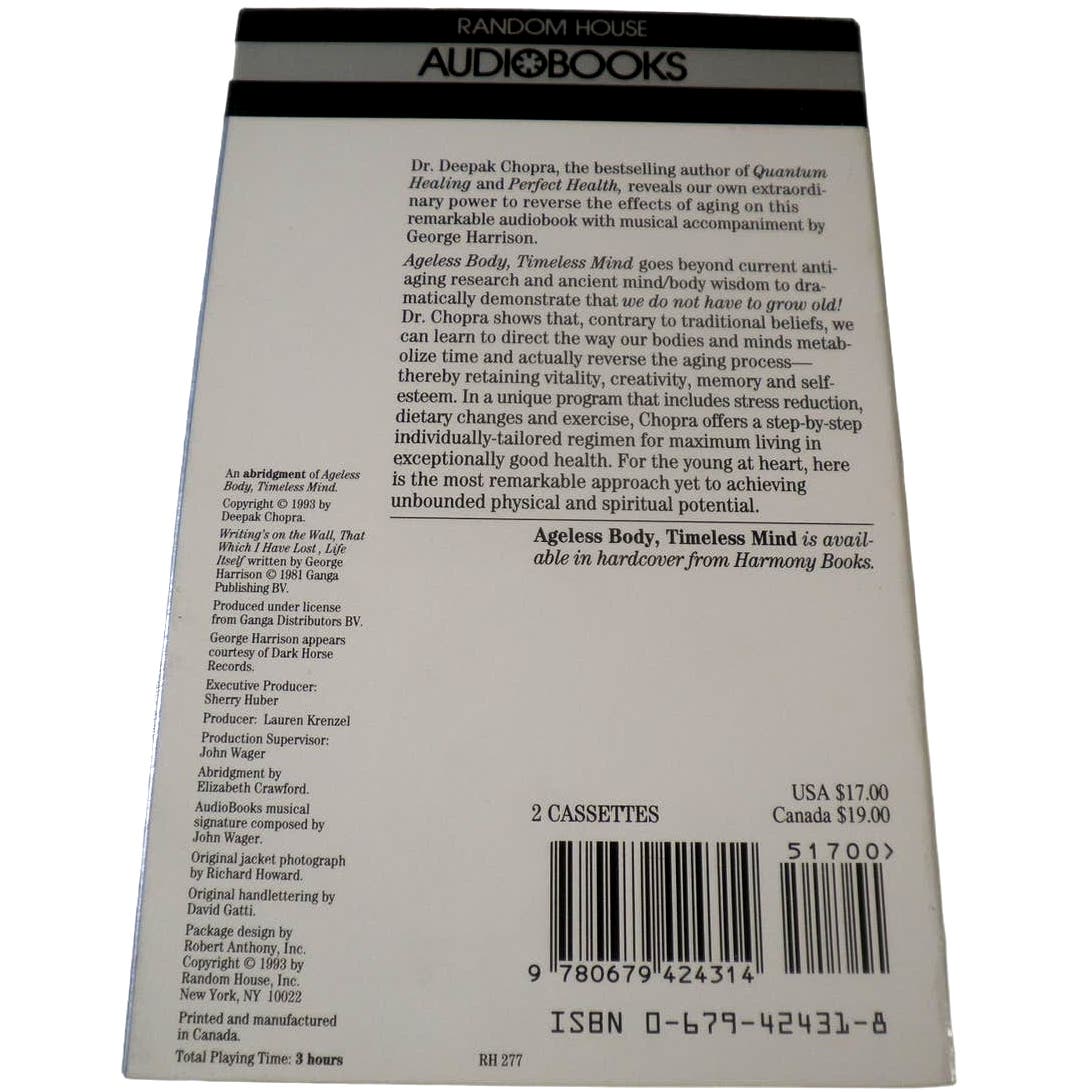 RANDOM HOUSE
AUDIOBOOKS
Dr. Deepak Chopra, the bestselling author of Quantum
Healing and Perfect Health, reveals our own extraordi-
nary power to reverse the effects of aging on this
remarkable audiobook with musical accompaniment by
George Harrison.
Ageless Body, Timeless Mind goes beyond current anti-
aging research and ancient mind/body wisdom to dra-
matically demonstrate that we do not have to grow old!
Dr. Chopra shows that, contrary to traditional beliefs, we
can learn to direct the way our bodies and minds metab-
olize time and actually reverse the aging process—
thereby retaining vitality, creativity, memory and self-
esteem. In a unique program that includes stress reduction,
dietary changes and exercise, Chopra offers a step-by-step
individually-tailored regimen for maximum living in
exceptionally good health. For the young at heart, here
is the most remarkable approach yet to achieving
unbounded physical and spiritual potential.
Ageless Body, Timeless Mind is avail-
able in hardcover from Harmony Books.
An abridgment of Ageless
Body, Timeless Mind.
Copyright © 1993 by
Deepak Chopra.
Writing's on the Wall, That
Which I Have Lost, Life
Itself written by George
Harrison © 1981 Ganga
Publishing BV.
Produced under license
from Ganga Distributors BV.
George Harrison appears
courtesy of Dark Horse
Records.
Executive Producer:
Sherry Huber
Producer: Lauren Krenzel
Production Supervisor:
John Wager
Abridgment by
Elizabeth Crawford.
AudioBooks musical
signature composed by
John Wager.
Original jacket photograph
by Richard Howard.
Original handlettering by
David Gatti.
Package design by
Robert Anthony, Inc.
Copyright © 1993 by
Random House, Inc.
New York, NY 10022
Printed and manufactured
in Canada.
Total Playing Time: 3 hours
RH 277
2 CASSETTES
USA $17.00
Canada $19.00
51700>
9 780679 424314
ISBN 0-679-42431-8